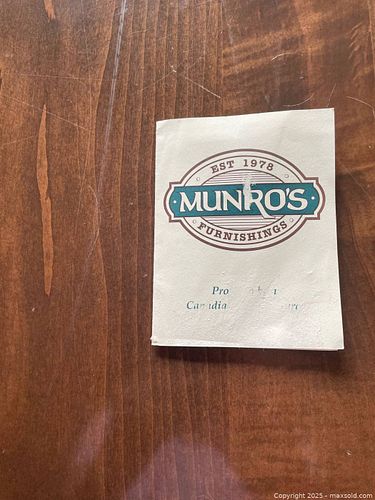 EST 1978
MUNRO'S
FURNISHINGS
Copyright 2025 - maxsold.com